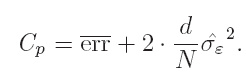 $C_p = \overline{\mathrm{err}} + 2 \cdot \frac{d}{N} \hat{\sigma_\varepsilon}^2.$